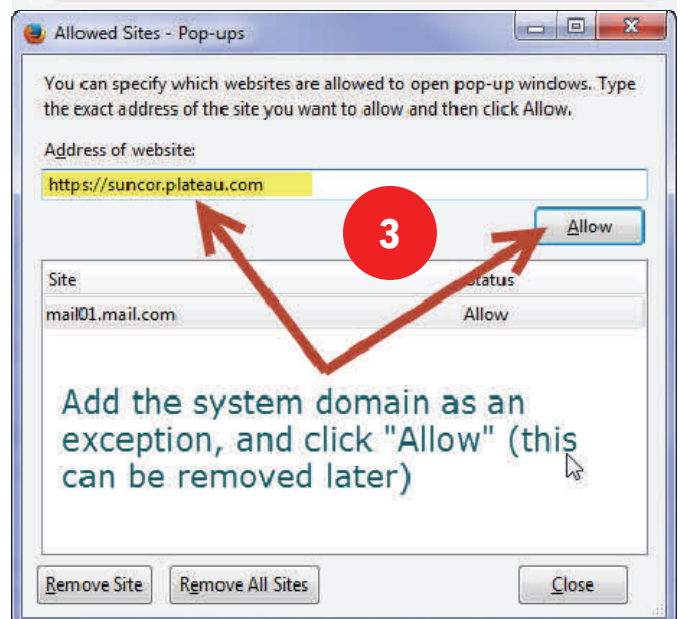 Allowed Sites - Pop-ups
You can specify which websites are allowed to open pop-up windows. Type
the exact address of the site you want to allow and then click Allow.
Address of website:
https://suncor.plateau.com
3
Allow
Site Status
mail01.mail.com Allow
Add the system domain as an
exception, and click "Allow" (this
can be removed later)
Remove Site Remove All Sites Close